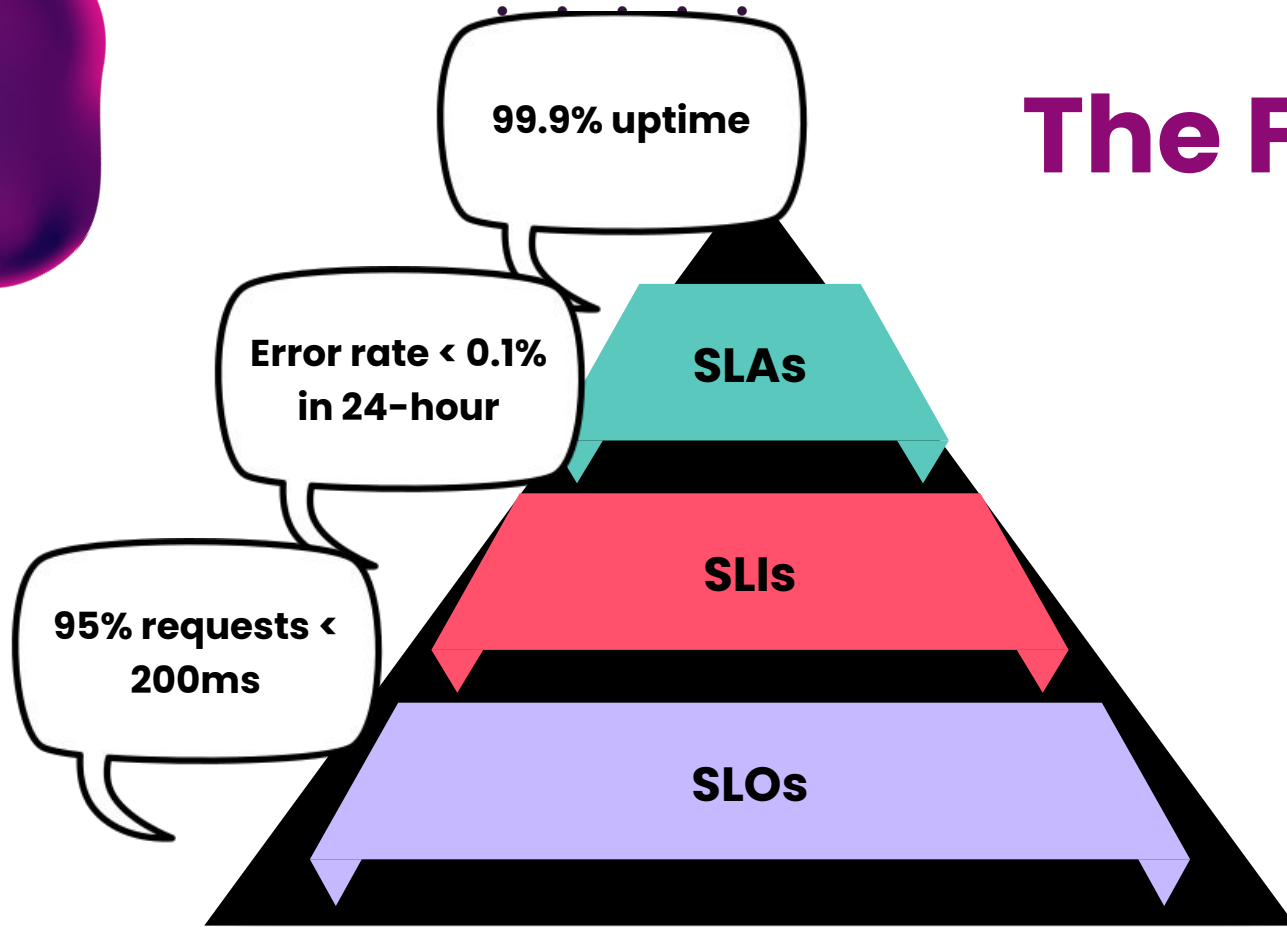 99.9% uptime
The F
Error rate < 0.1%
in 24-hour
SLAs
SLIs
95% requests <
200ms
SLOs